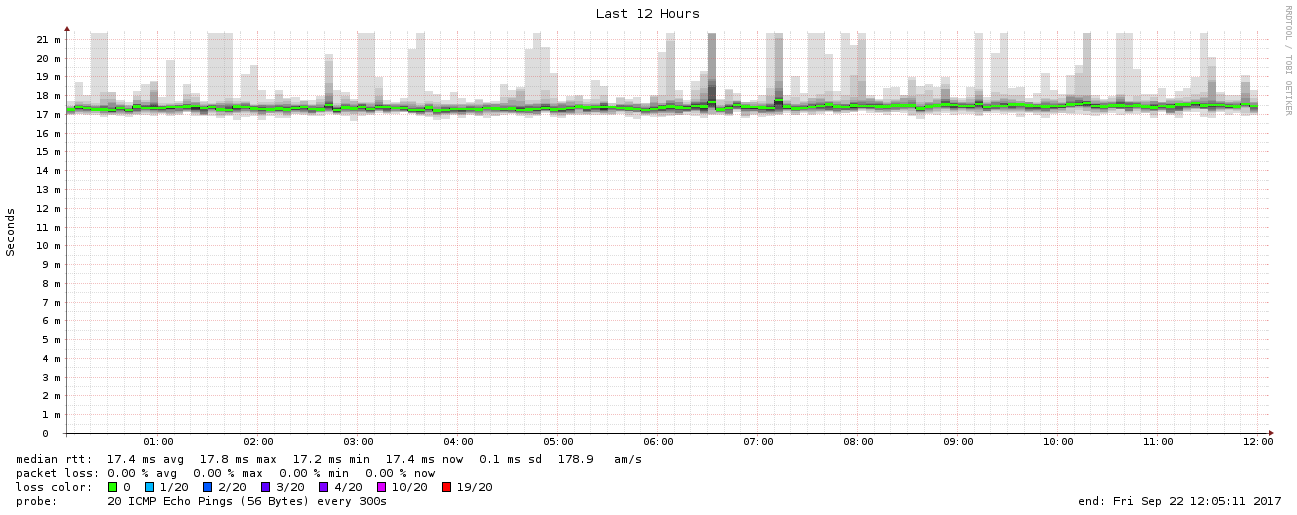 Last 12 Hours
RRDTOOL / TOBI OETIKER
Seconds
21 m
20 m
19 m
18 m
17 m
16 m
15 m
14 m
13 m
12 m
11 m
10 m
9 m
8 m
7 m
6 m
5 m
4 m
3 m
2 m
1 m
0
01:00 02:00 03:00 04:00 05:00 06:00 07:00 08:00 09:00 10:00 11:00 12:00
median rtt: 17.4 ms avg 17.8 ms max 17.2 ms min 17.4 ms now 0.1 ms sd 178.9 am/s
packet loss: 0.00 % avg 0.00 % max 0.00 % min 0.00 % now
loss color: 0 1/20 2/20 3/20 4/20 10/20 19/20
probe: 20 ICMP Echo Pings (56 Bytes) every 300s end: Fri Sep 22 12:05:11 2017